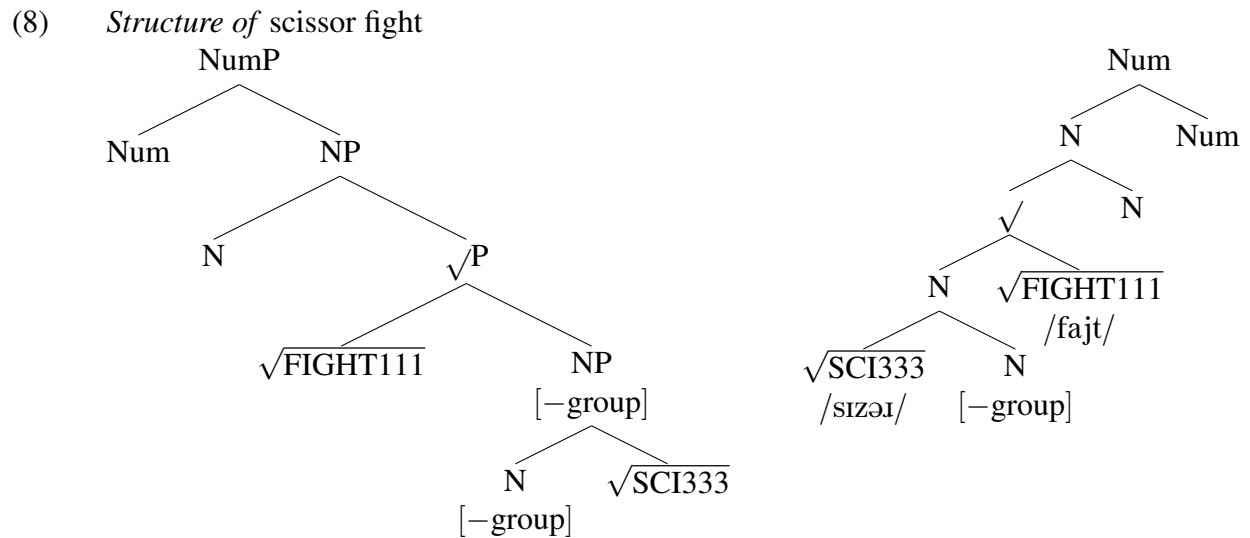 (8) Structure of scissor fight
NumP Num
Num NP N Num
N √P √ N
√FIGHT111 NP N √FIGHT111
[−group] /fajt/
N √SCI333 √SCI333 N
[−group] /sɪzəɹ/ [−group]